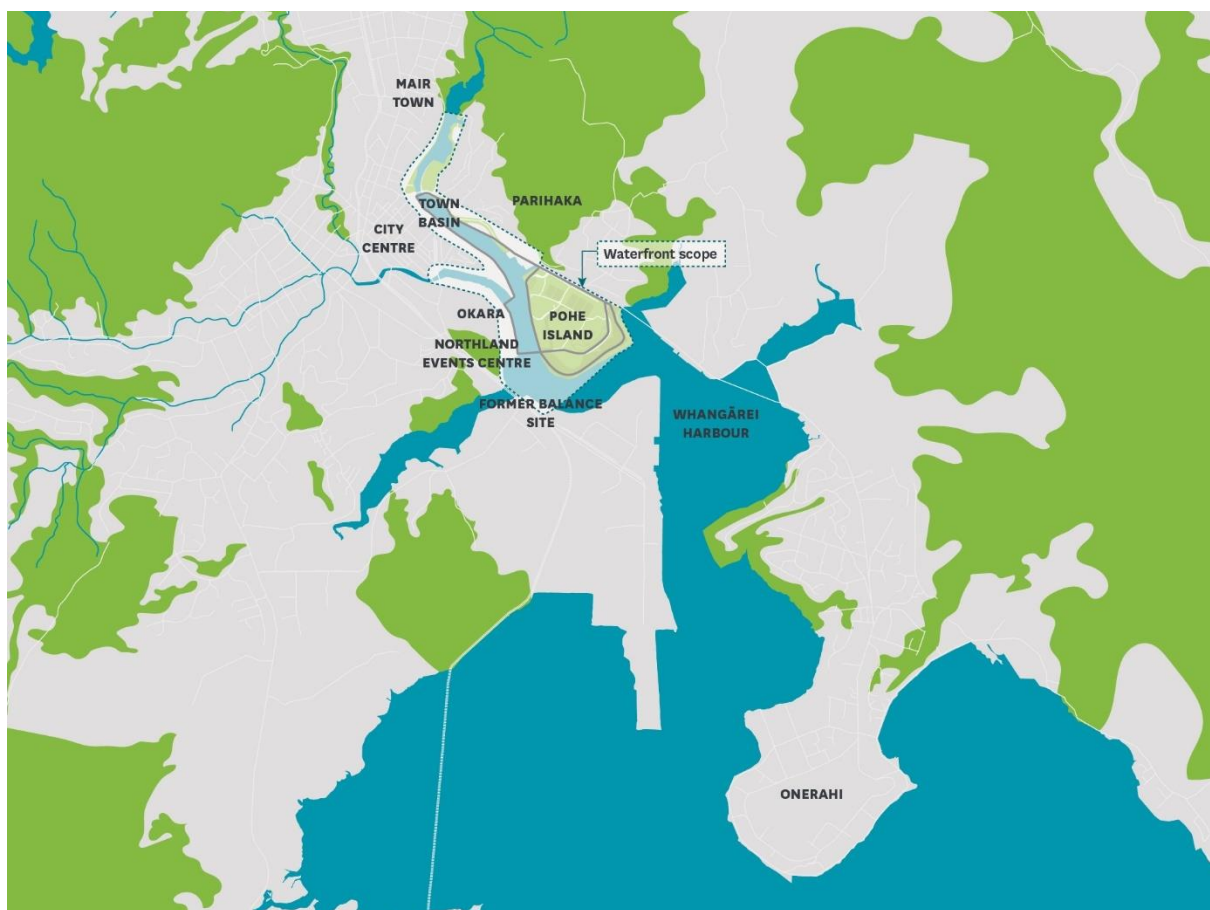 MAIR
TOWN
PARIHAKA
TOWN
BASIN
CITY
CENTRE
Waterfront scope
OKARA
POHE
ISLAND
NORTHLAND
EVENTS CENTRE
FORMER BALANCE
SITE
WHANGĀREI
HARBOUR
ONERAHI